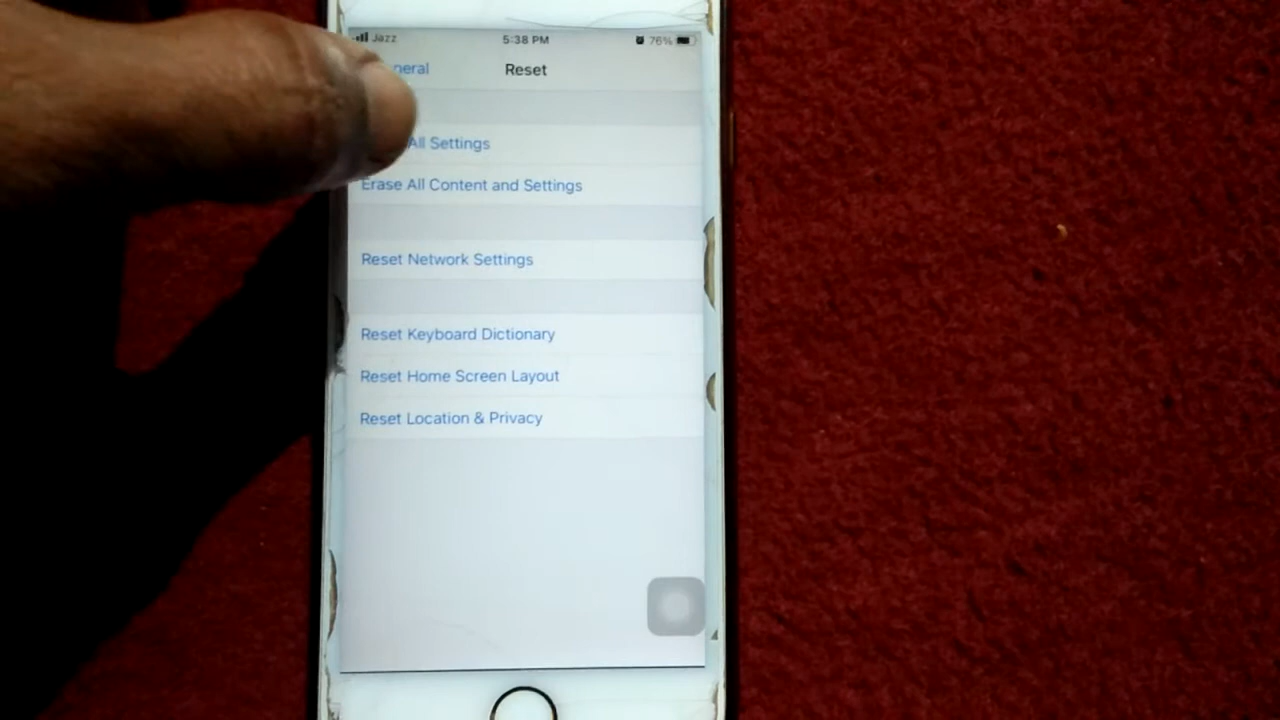 Jazz 5:38 PM 76%
neral Reset
All Settings
Erase All Content and Settings
Reset Network Settings
Reset Keyboard Dictionary
Reset Home Screen Layout
Reset Location & Privacy